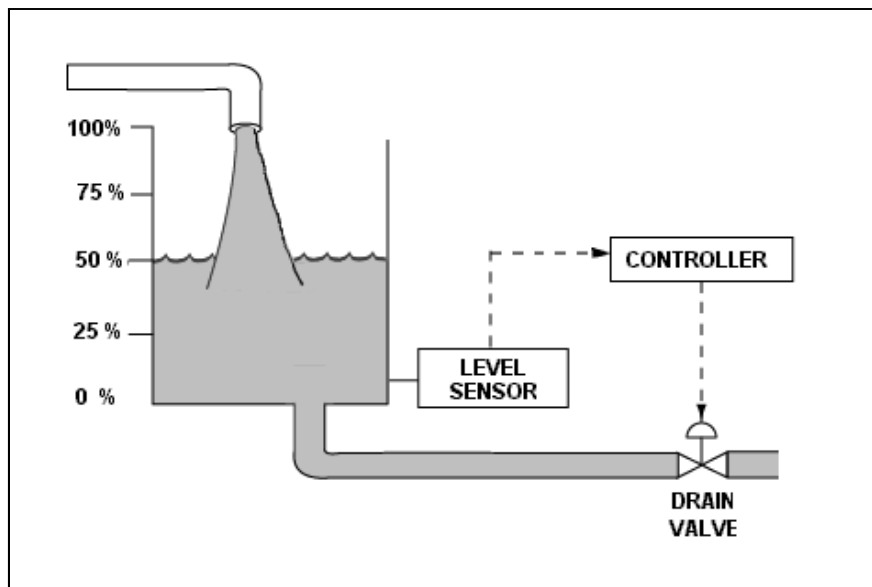 100%
75 %
50 %
25 %
0 %
CONTROLLER
LEVEL
SENSOR
DRAIN
VALVE